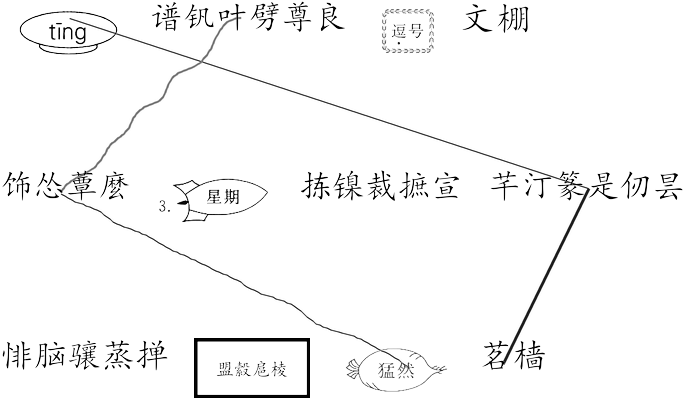 tīng
谱钒叶劈尊良
逗号
文棚
饰怂蕈麽
3.
星期
拣镍裁摭宣
芊汀篆是仞昙
悱脑骧蒸掸
盟縠扈棱
猛然
茗樯